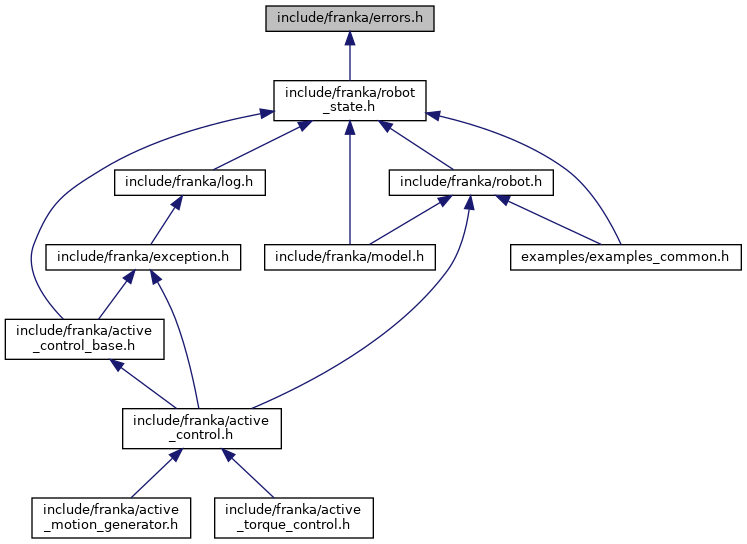 include/franka/errors.h
include/franka/robot
_state.h
include/franka/log.h
include/franka/robot.h
include/franka/exception.h
include/franka/model.h
examples/examples_common.h
include/franka/active
_control_base.h
include/franka/active
_control.h
include/franka/active
_motion_generator.h
include/franka/active
_torque_control.h